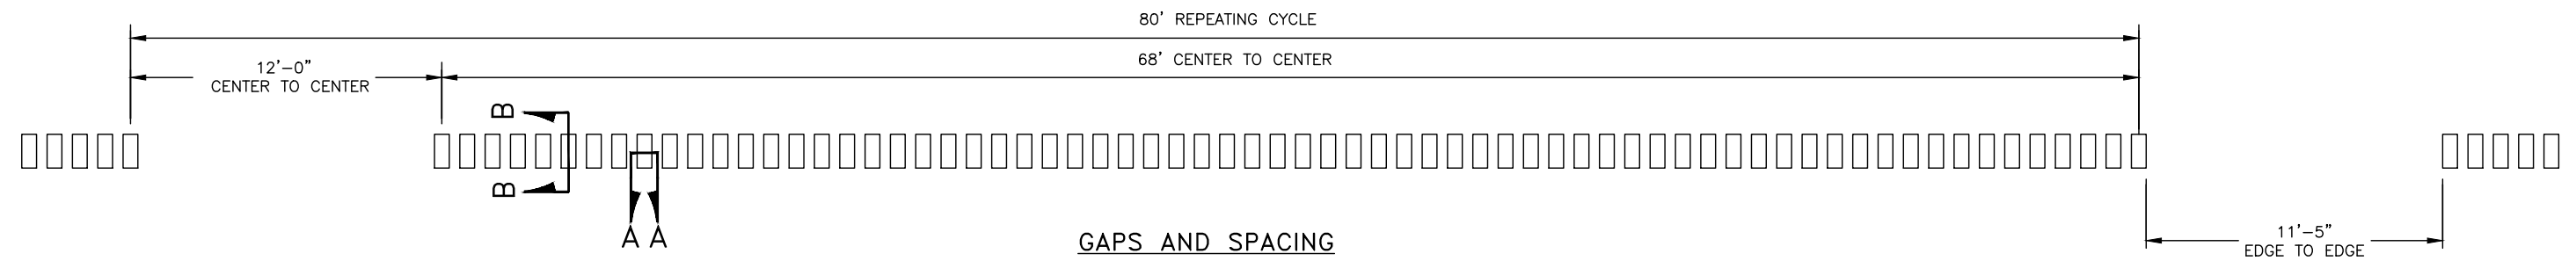 80' REPEATING CYCLE
68' CENTER TO CENTER
12'-0"
CENTER TO CENTER
B
B
A A
GAPS AND SPACING
11'-5"
EDGE TO EDGE